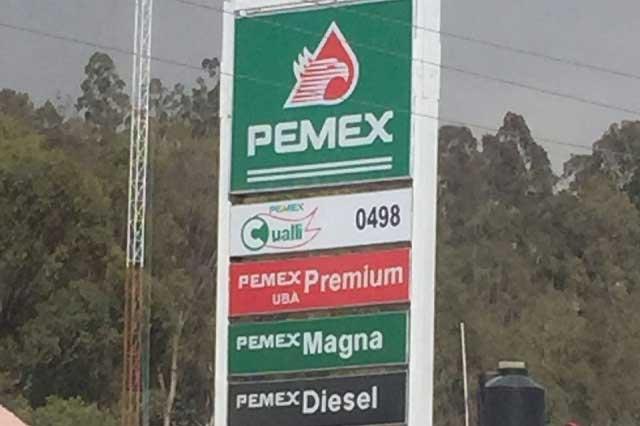 PEMEX
PEMEX
Cualli 0498
PEMEX Premium
UBA
PEMEX Magna
PEMEX Diesel